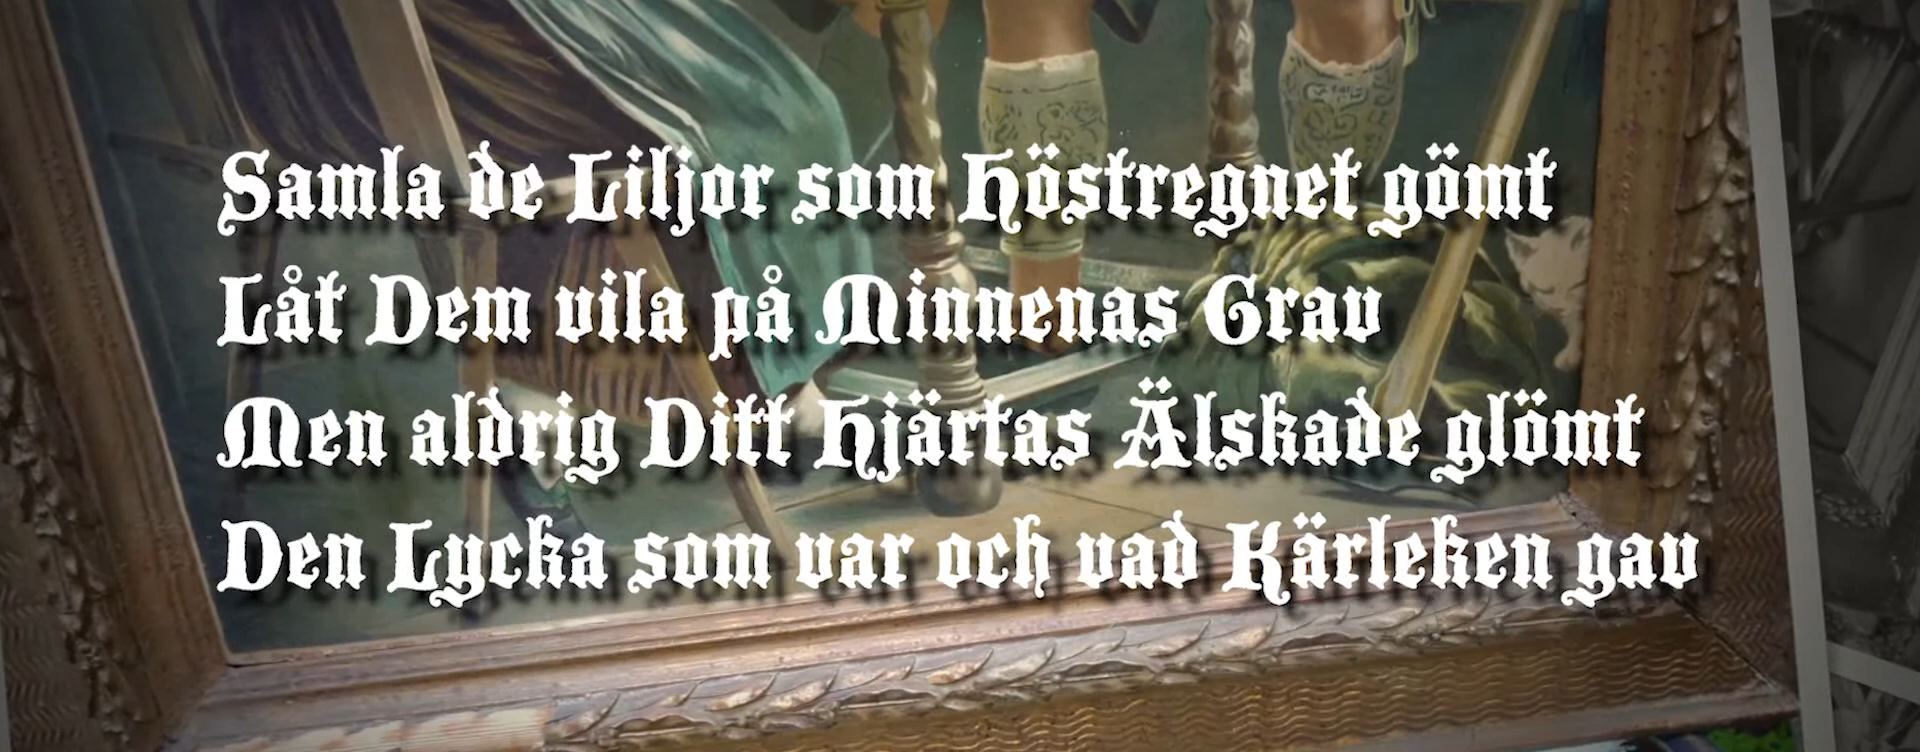 Samla de Liljor som Höstregnet gömt
Låt Dem vila på Minnenas Grav
Men aldrig Ditt Hjärtas Älskade glömt
Den Lycka som var och vad Kärleken gav